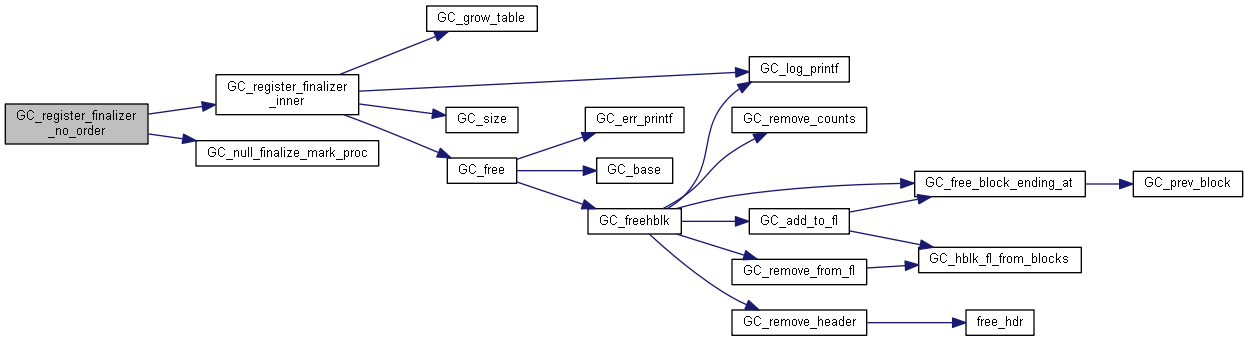 GC_register_finalizer
_no_order
GC_register_finalizer
_inner
GC_null_finalize_mark_proc
GC_grow_table
GC_log_printf
GC_size
GC_free
GC_err_printf
GC_base
GC_freehblk
GC_remove_counts
GC_free_block_ending_at
GC_prev_block
GC_add_to_fl
GC_hblk_fl_from_blocks
GC_remove_from_fl
GC_remove_header
free_hdr